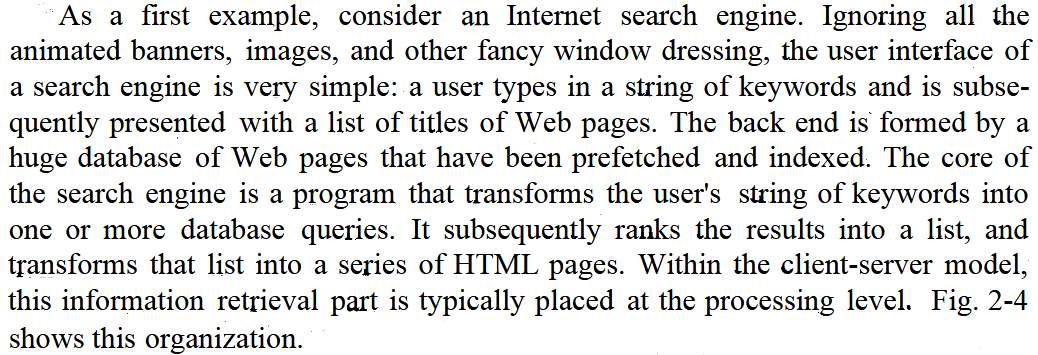 As a first example, consider an Internet search engine. Ignoring all the
animated banners, images, and other fancy window dressing, the user interface of
a search engine is very simple: a user types in a string of keywords and is subse-
quently presented with a list of titles of Web pages. The back end is formed by a
huge database of Web pages that have been prefetched and indexed. The core of
the search engine is a program that transforms the user's string of keywords into
one or more database queries. It subsequently ranks the results into a list, and
transforms that list into a series of HTML pages. Within the client-server model,
this information retrieval part is typically placed at the processing level. Fig. 2-4
shows this organization.